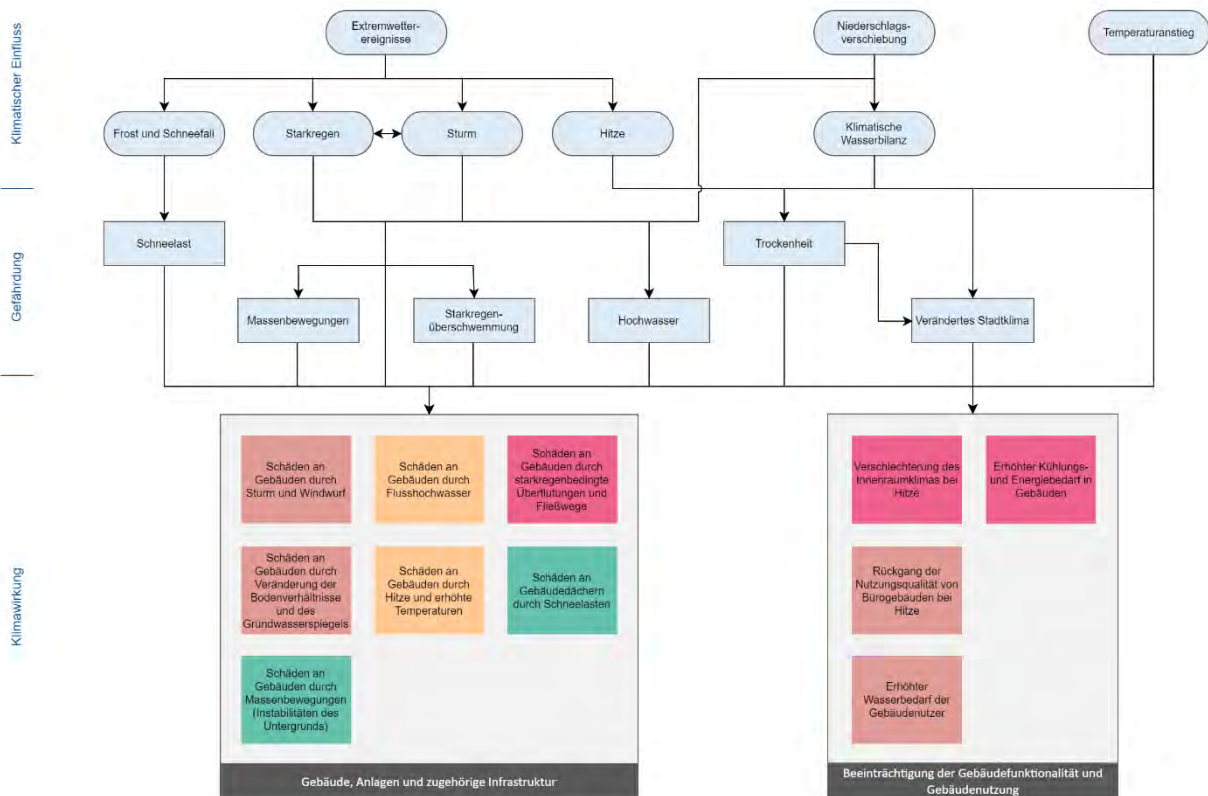 Klimatischer Einfluss
Extremwetter-
ereignisse
Niederschlags-
verschiebung
Temperaturanstieg
Frost und Schneefall
Starkregen
Sturm
Hitze
Klimatische
Wasserbilanz
Gefährdung
Schneelast
Trockenheit
Massenbewegungen
Starkregen-
überschwemmung
Hochwasser
Verändertes Stadtklima
Klimawirkung
Schäden an
Gebäuden durch
Sturm und Windwurf
Schäden an
Gebäuden durch
Flusshochwasser
Schäden an
Gebäuden durch
starkregenbedingte
Überflutungen und
Fließwege
Schäden an
Gebäuden durch
Veränderung der
Bodenverhältnisse
und des
Grundwasserspiegels
Schäden an
Gebäuden durch
Hitze und erhöhte
Temperaturen
Schäden an
Gebäudedächern
durch Schneelasten
Schäden an
Gebäuden durch
Massenbewegungen
(Instabilitäten des
Untergrunds)
Gebäude, Anlagen und zugehörige Infrastruktur
Verschlechterung des
Innenraumklimas bei
Hitze
Erhöhter Kühlungs-
und Energiebedarf in
Gebäuden
Rückgang der
Nutzungsqualität von
Bürogebäuden bei
Hitze
Erhöhter
Wasserbedarf der
Gebäudenutzer
Beeinträchtigung der Gebäudefunktionalität und
Gebäudenutzung